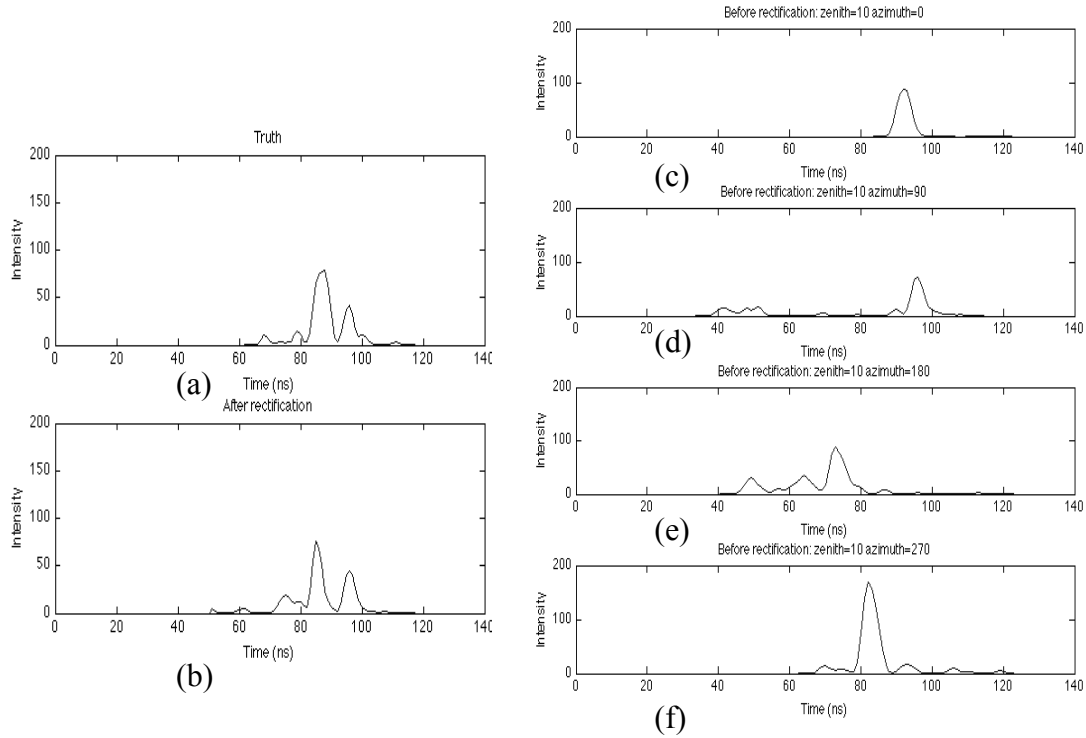 Truth
200
150
100
50
0
Intensity
0 20 40 60 80 100 120 140
Time (ns)
(a)
After rectification
200
150
100
50
0
Intensity
0 20 40 60 80 100 120 140
Time (ns)
(b)
Before rectification: zenith=10 azimuth=0
200
100
0
Intensity
0 20 40 60 80 100 120 140
Time (ns)
(c)
Before rectification: zenith=10 azimuth=90
200
100
0
Intensity
0 20 40 60 80 100 120 140
Time (ns)
(d)
Before rectification: zenith=10 azimuth=180
200
100
0
Intensity
0 20 40 60 80 100 120 140
Time (ns)
(e)
Before rectification: zenith=10 azimuth=270
200
100
0
Intensity
0 20 40 60 80 100 120 140
Time (ns)
(f)